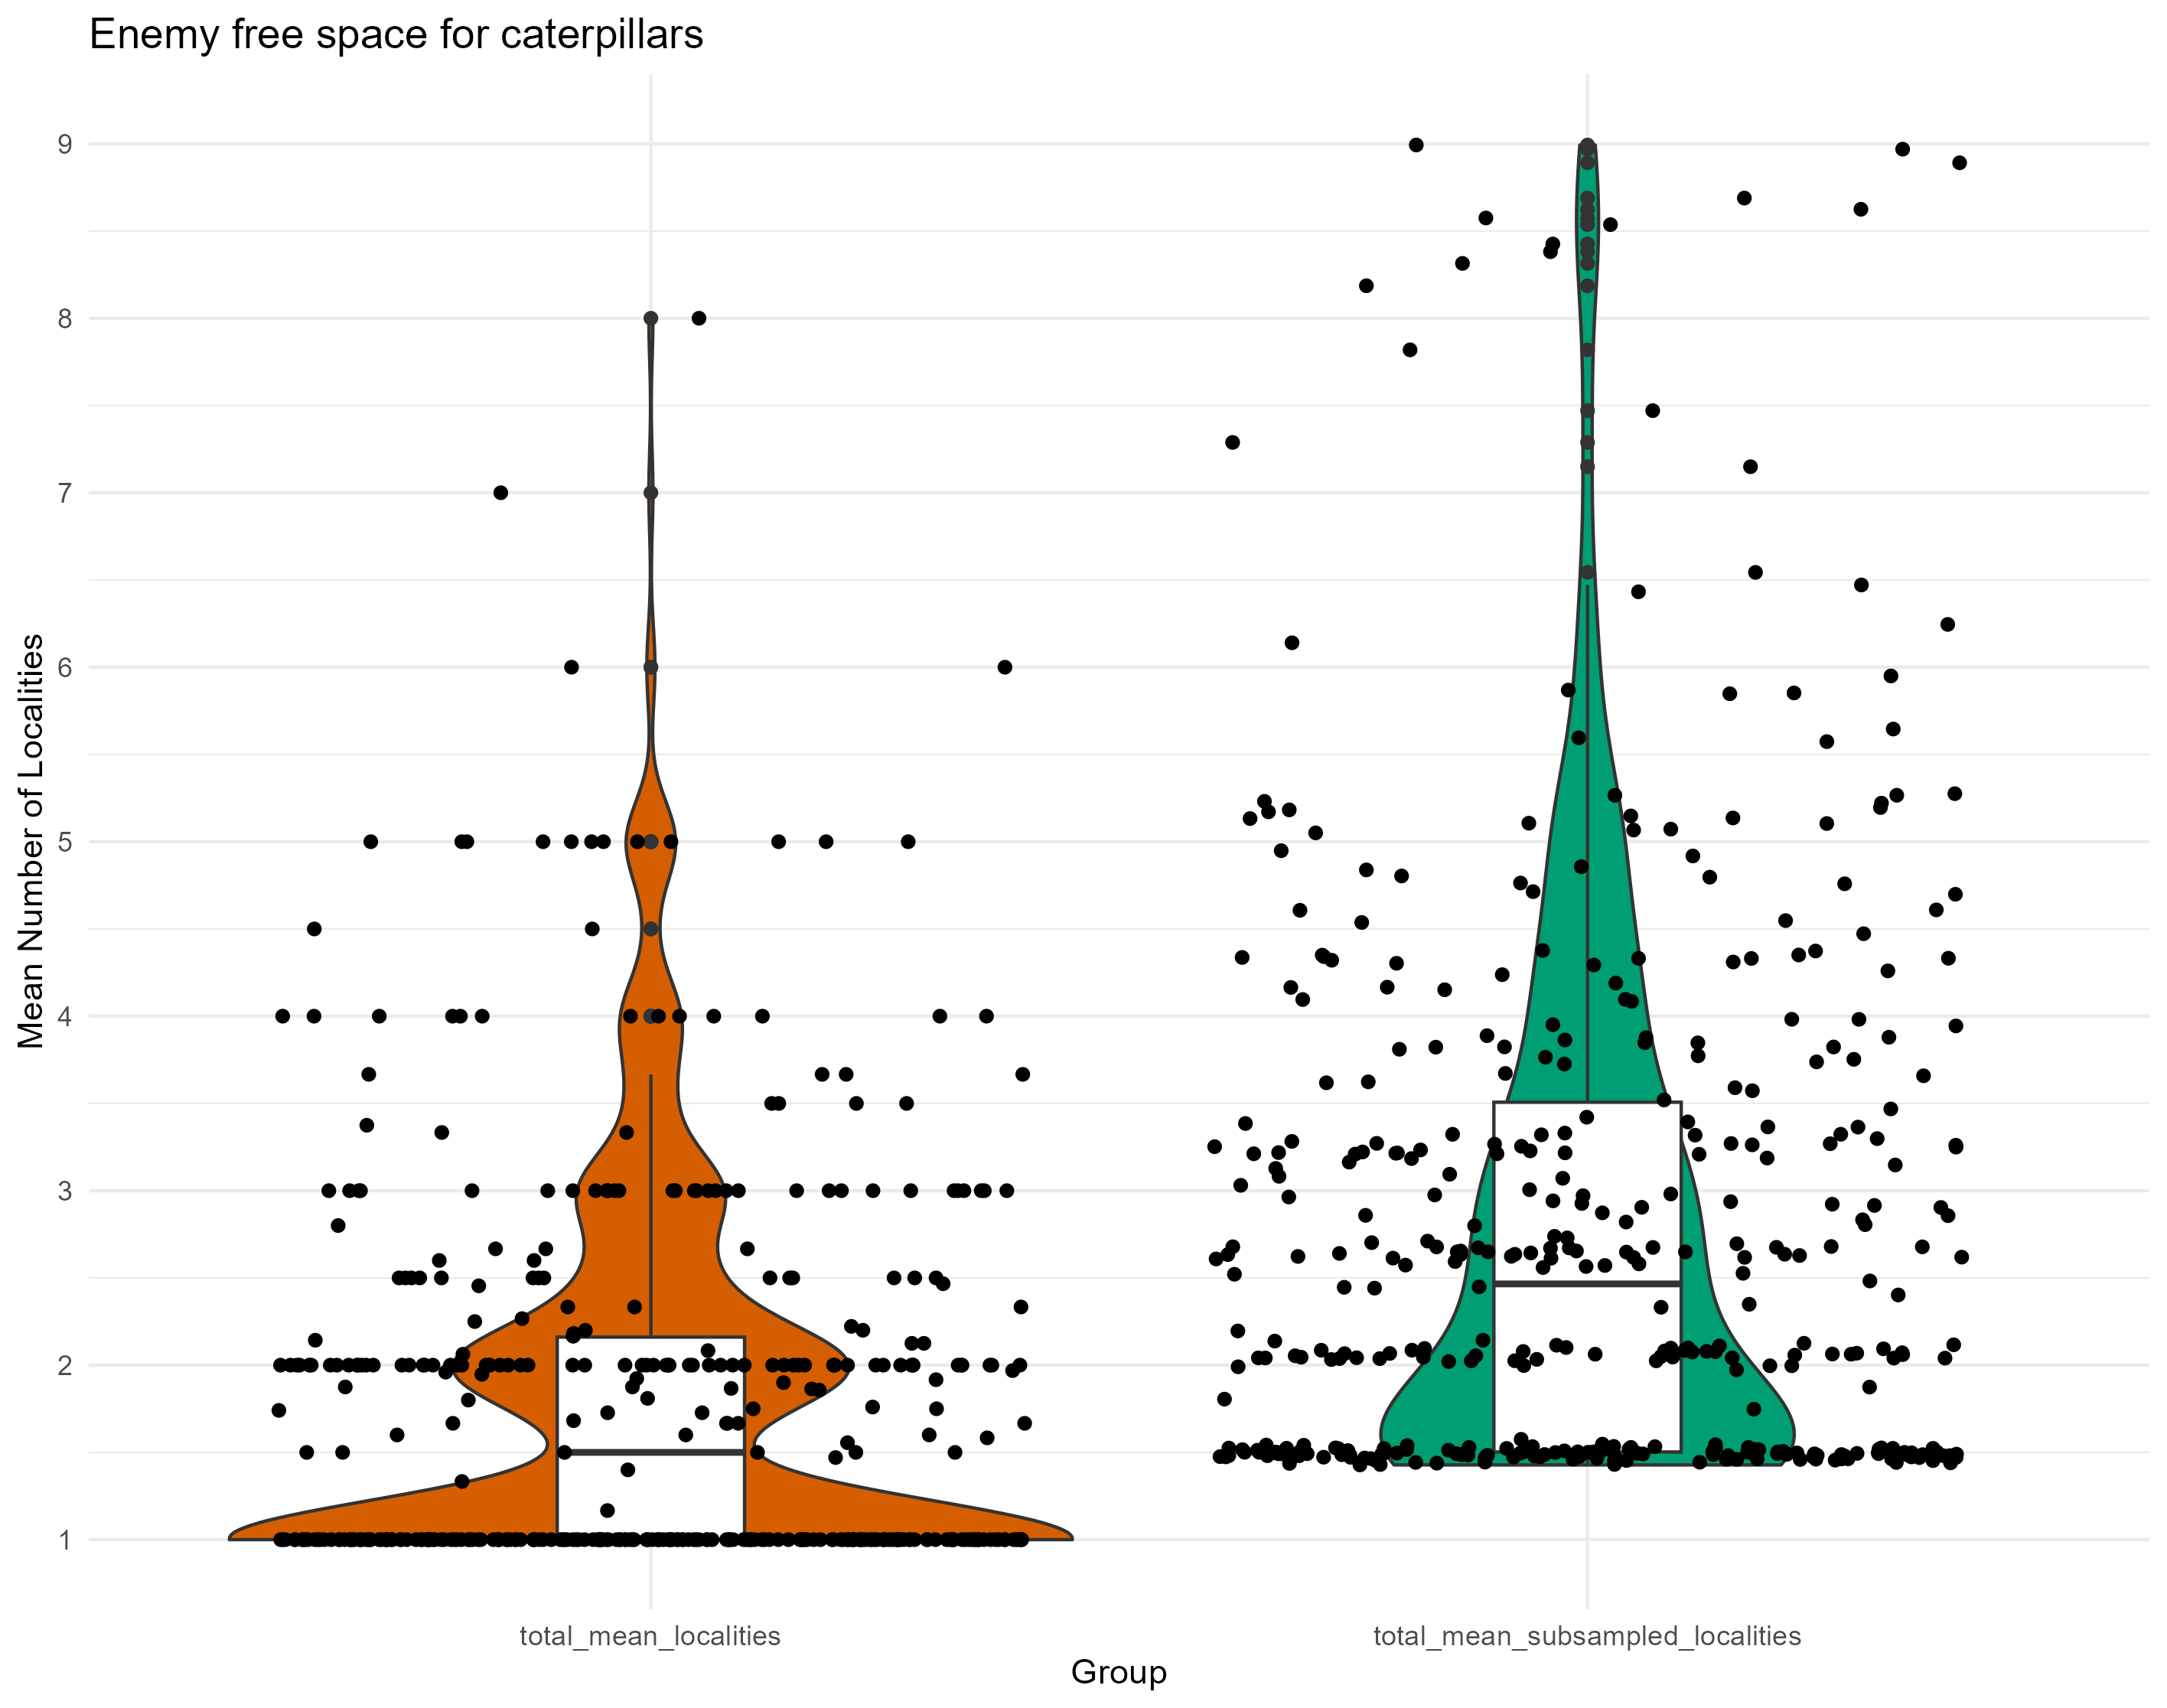 Enemy free space for caterpillars
9
8
7
6
5
4
3
2
1
Mean Number of Localities
total_mean_localities
total_mean_subsampled_localities
Group